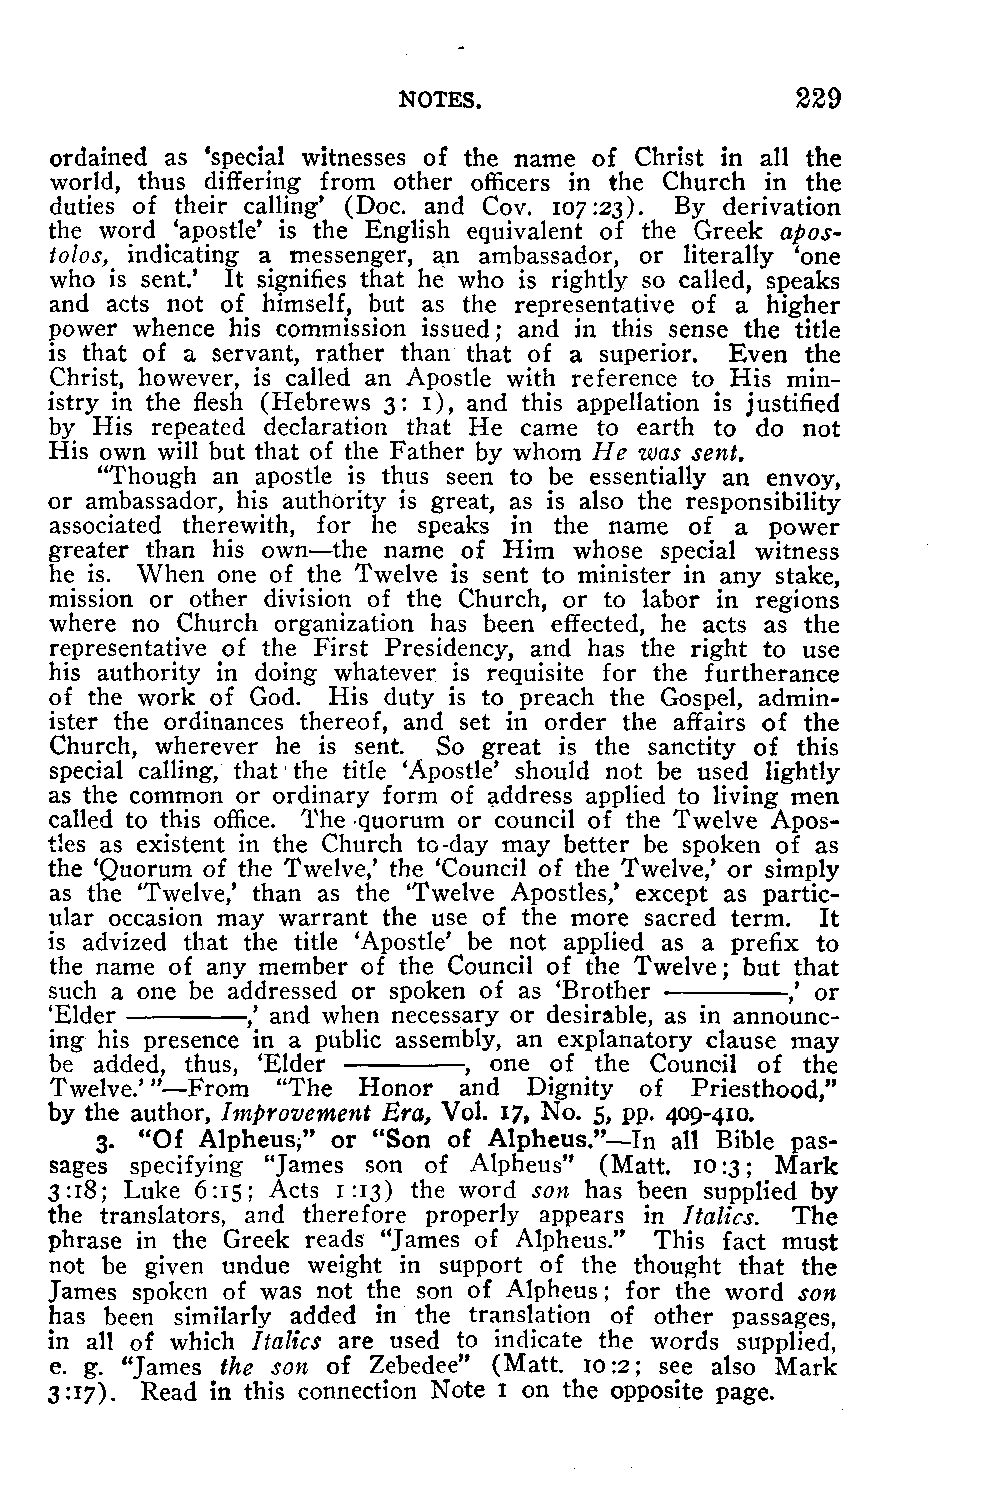 NOTES. 229
ordained as ‘special witnesses of the name of Christ in all the
world, thus differing from other officers in the Church in the
duties of their calling’ (Doc. and Cov. 107:23). By derivation
the word ‘apostle’ is the English equivalent of the Greek apos-
tolos, indicating a messenger, an ambassador, or literally ‘one
who is sent.’ It signifies that he who is rightly so called, speaks
and acts not of himself, but as the representative of a higher
power whence his commission issued; and in this sense the title
is that of a servant, rather than that of a superior. Even the
Christ, however, is called an Apostle with reference to His min-
istry in the flesh (Hebrews 3: 1), and this appellation is justified
by His repeated declaration that He came to earth to do not
His own will but that of the Father by whom He was sent.
“Though an apostle is thus seen to be essentially an envoy,
or ambassador, his authority is great, as is also the responsibility
associated therewith, for he speaks in the name of a power
greater than his own—the name of Him whose special witness
he is. When one of the Twelve is sent to minister in any stake,
mission or other division of the Church, or to labor in regions
where no Church organization has been effected, he acts as the
representative of the First Presidency, and has the right to use
his authority in doing whatever is requisite for the furtherance
of the work of God. His duty is to preach the Gospel, admin-
ister the ordinances thereof, and set in order the affairs of the
Church, wherever he is sent. So great is the sanctity of this
special calling, that the title ‘Apostle’ should not be used lightly
as the common or ordinary form of address applied to living men
called to this office. The quorum or council of the Twelve Apos-
tles as existent in the Church to-day may better be spoken of as
the ‘Quorum of the Twelve,’ the ‘Council of the Twelve,’ or simply
as the ‘Twelve,’ than as the ‘Twelve Apostles,’ except as partic-
ular occasion may warrant the use of the more sacred term. It
is advized that the title ‘Apostle’ be not applied as a prefix to
the name of any member of the Council of the Twelve; but that
such a one be addressed or spoken of as ‘Brother ———,’ or
‘Elder ———,’ and when necessary or desirable, as in announc-
ing his presence in a public assembly, an explanatory clause may
be added, thus, ‘Elder ———, one of the Council of the
Twelve.’ ”—From “The Honor and Dignity of Priesthood,”
by the author, Improvement Era, Vol. 17, No. 5, pp. 409-410.
3. “Of Alpheus;” or “Son of Alpheus.”—In all Bible pas-
sages specifying “James son of Alpheus” (Matt. 10:3; Mark
3:18; Luke 6:15; Acts 1:13) the word son has been supplied by
the translators, and therefore properly appears in Italics. The
phrase in the Greek reads “James of Alpheus.” This fact must
not be given undue weight in support of the thought that the
James spoken of was not the son of Alpheus; for the word son
has been similarly added in the translation of other passages,
in all of which Italics are used to indicate the words supplied,
e. g. “James the son of Zebedee” (Matt. 10:2; see also Mark
3:17). Read in this connection Note 1 on the opposite page.